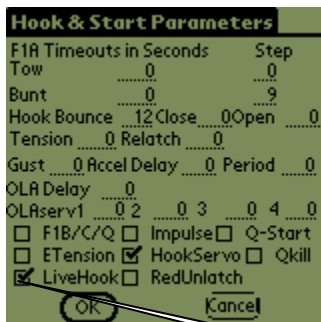 Hook & Start Parameters
F1A Timeouts in Seconds Step
Tow 0 0
Bunt 0 9
Hook Bounce 12 Close 0 Open 0
Tension 0 Relatch 0
Gust 0 Accel Delay 0 Period 0
OLA Delay 0
OLAserv1 0 2 0 3 0 4 0
F1B/C/Q Impulse Q-Start
ETension HookServo Qkill
LiveHook RedUnlatch
OK Cancel